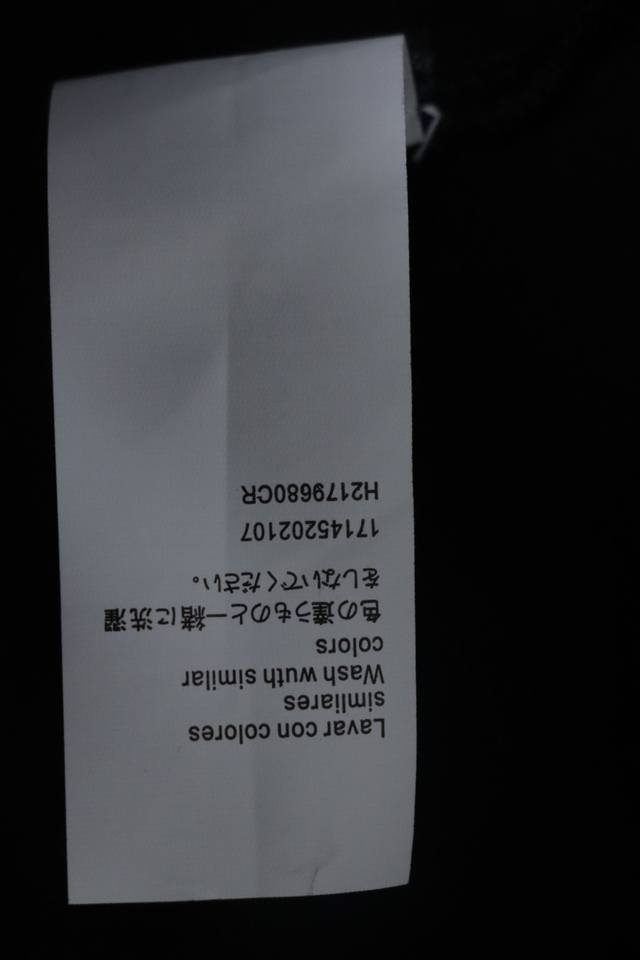 Lavar con colores
simliares
Wash wuth similar
colors
色の違うものと一緒に洗濯
をしないでください。
17145202107
H2179680CR